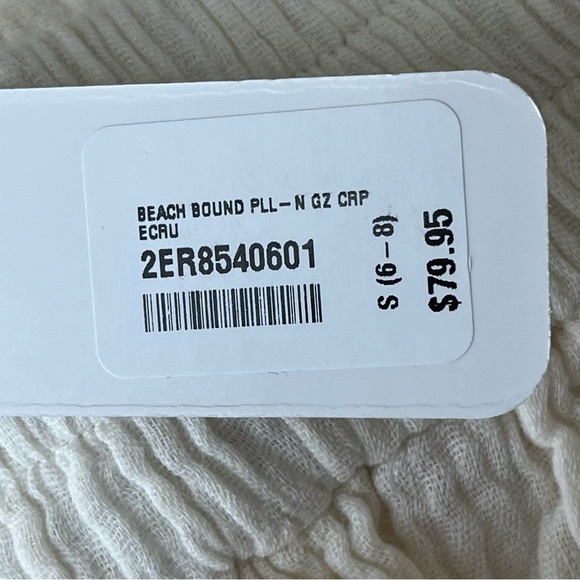 BEACH BOUND PLL-N GZ CRP
ECRU
2ER8540601
S (6-8)
$79.95